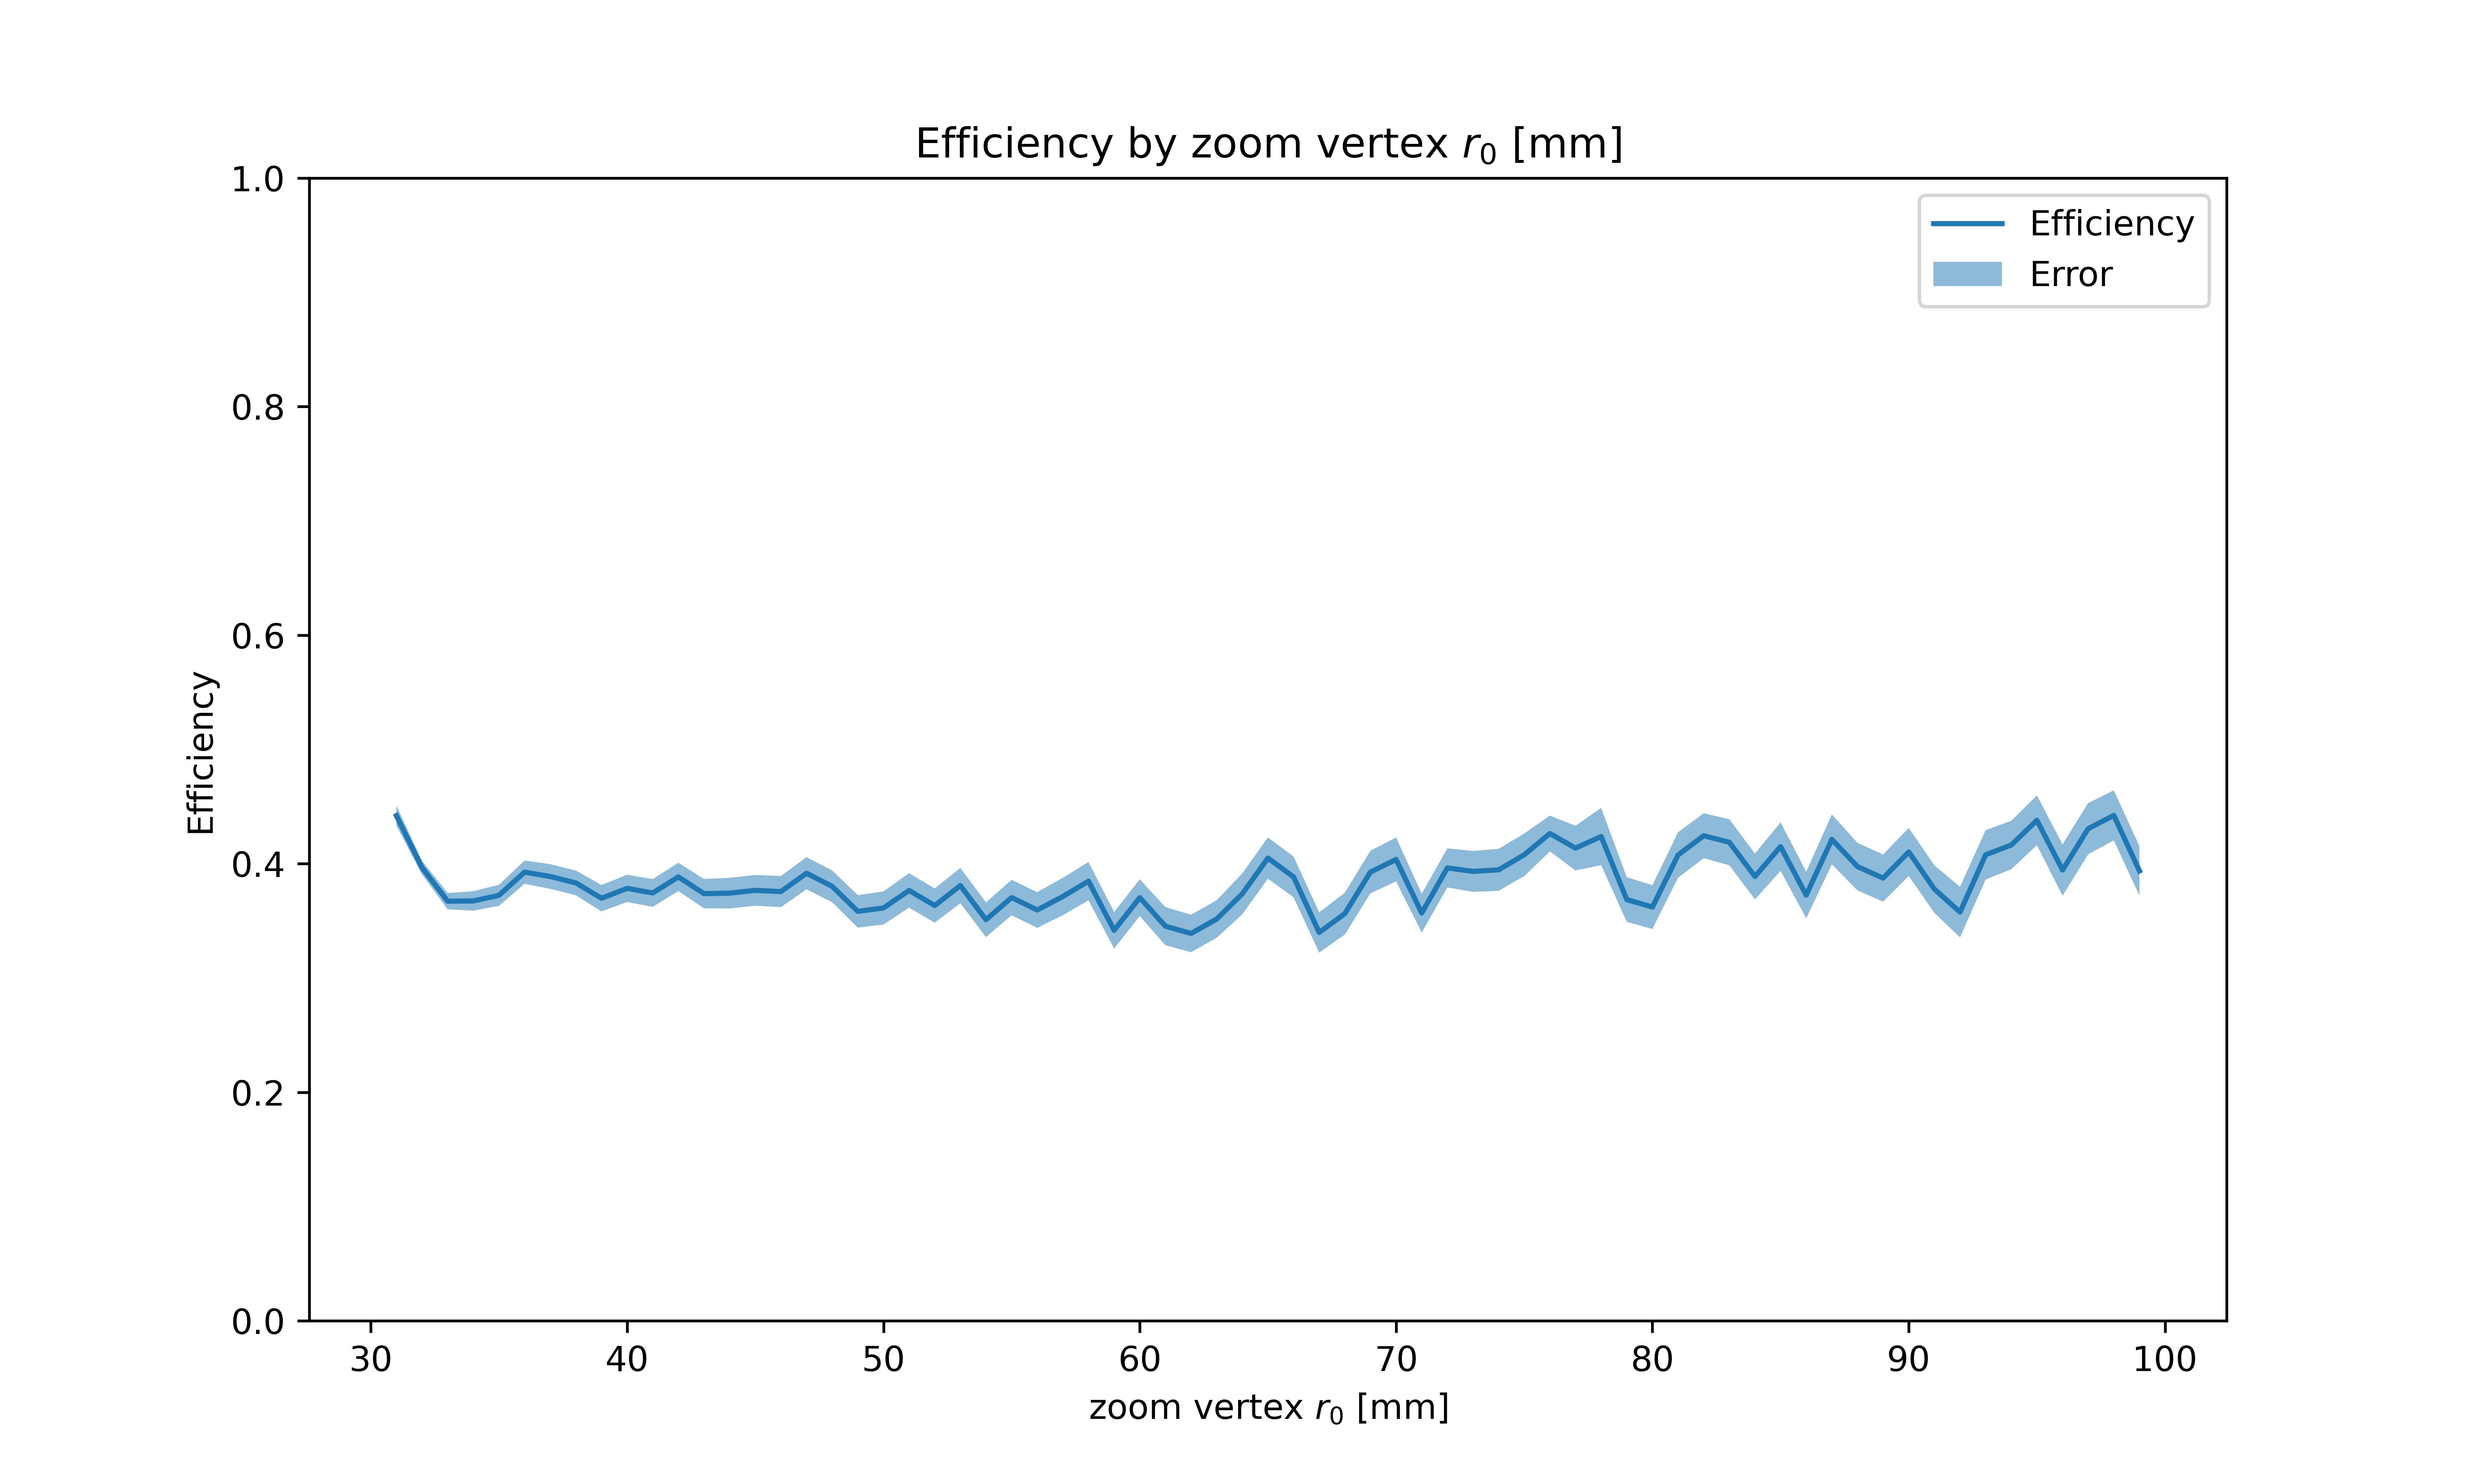 Efficiency by zoom vertex r₀ [mm]
1.0
0.8
0.6
0.4
0.2
0.0
Efficiency
Efficiency
Error
30 40 50 60 70 80 90 100
zoom vertex r₀ [mm]